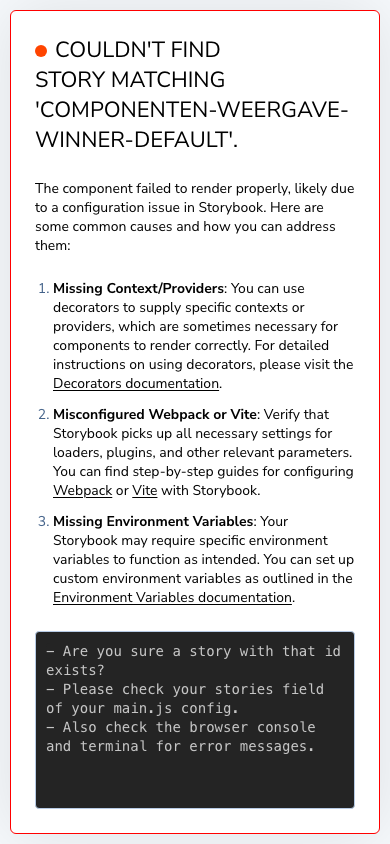 COULDN'T FIND
STORY MATCHING
'COMPONENTEN-WEERGAVE-
WINNER-DEFAULT'.
The component failed to render properly, likely due
to a configuration issue in Storybook. Here are
some common causes and how you can address
them:
1. Missing Context/Providers: You can use
decorators to supply specific contexts or
providers, which are sometimes necessary for
components to render correctly. For detailed
instructions on using decorators, please visit the
Decorators documentation.
2. Misconfigured Webpack or Vite: Verify that
Storybook picks up all necessary settings for
loaders, plugins, and other relevant parameters.
You can find step-by-step guides for configuring
Webpack or Vite with Storybook.
3. Missing Environment Variables: Your
Storybook may require specific environment
variables to function as intended. You can set up
custom environment variables as outlined in the
Environment Variables documentation.
- Are you sure a story with that id
exists?
- Please check your stories field
of your main.js config.
- Also check the browser console
and terminal for error messages.